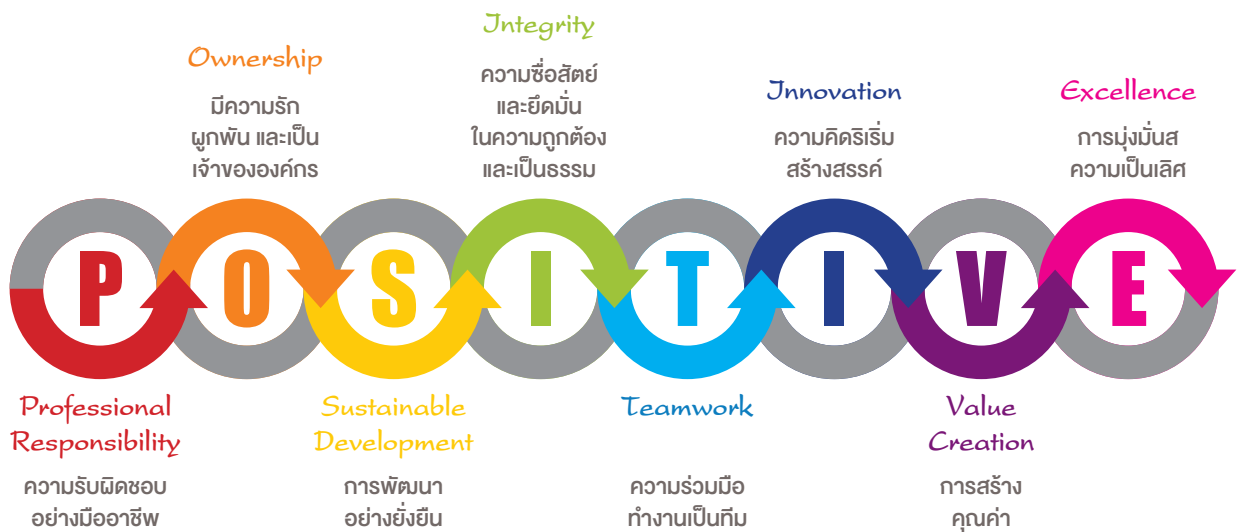 Integrity
ความซื่อสัตย์
และยึดมั่น
ในความถูกต้อง
และเป็นธรรม
Ownership
มีความรัก
ผูกพัน และเป็น
เจ้าขององค์กร
Innovation
ความคิดริเริ่ม
สร้างสรรค์
Excellence
การมุ่งมั่นส
ความเป็นเลิศ
P O S I T I V E
Professional
Responsibility
ความรับผิดชอบ
อย่างมืออาชีพ
Sustainable
Development
การพัฒนา
อย่างยั่งยืน
Teamwork
ความร่วมมือ
ทำงานเป็นทีม
Value
Creation
การสร้าง
คุณค่า